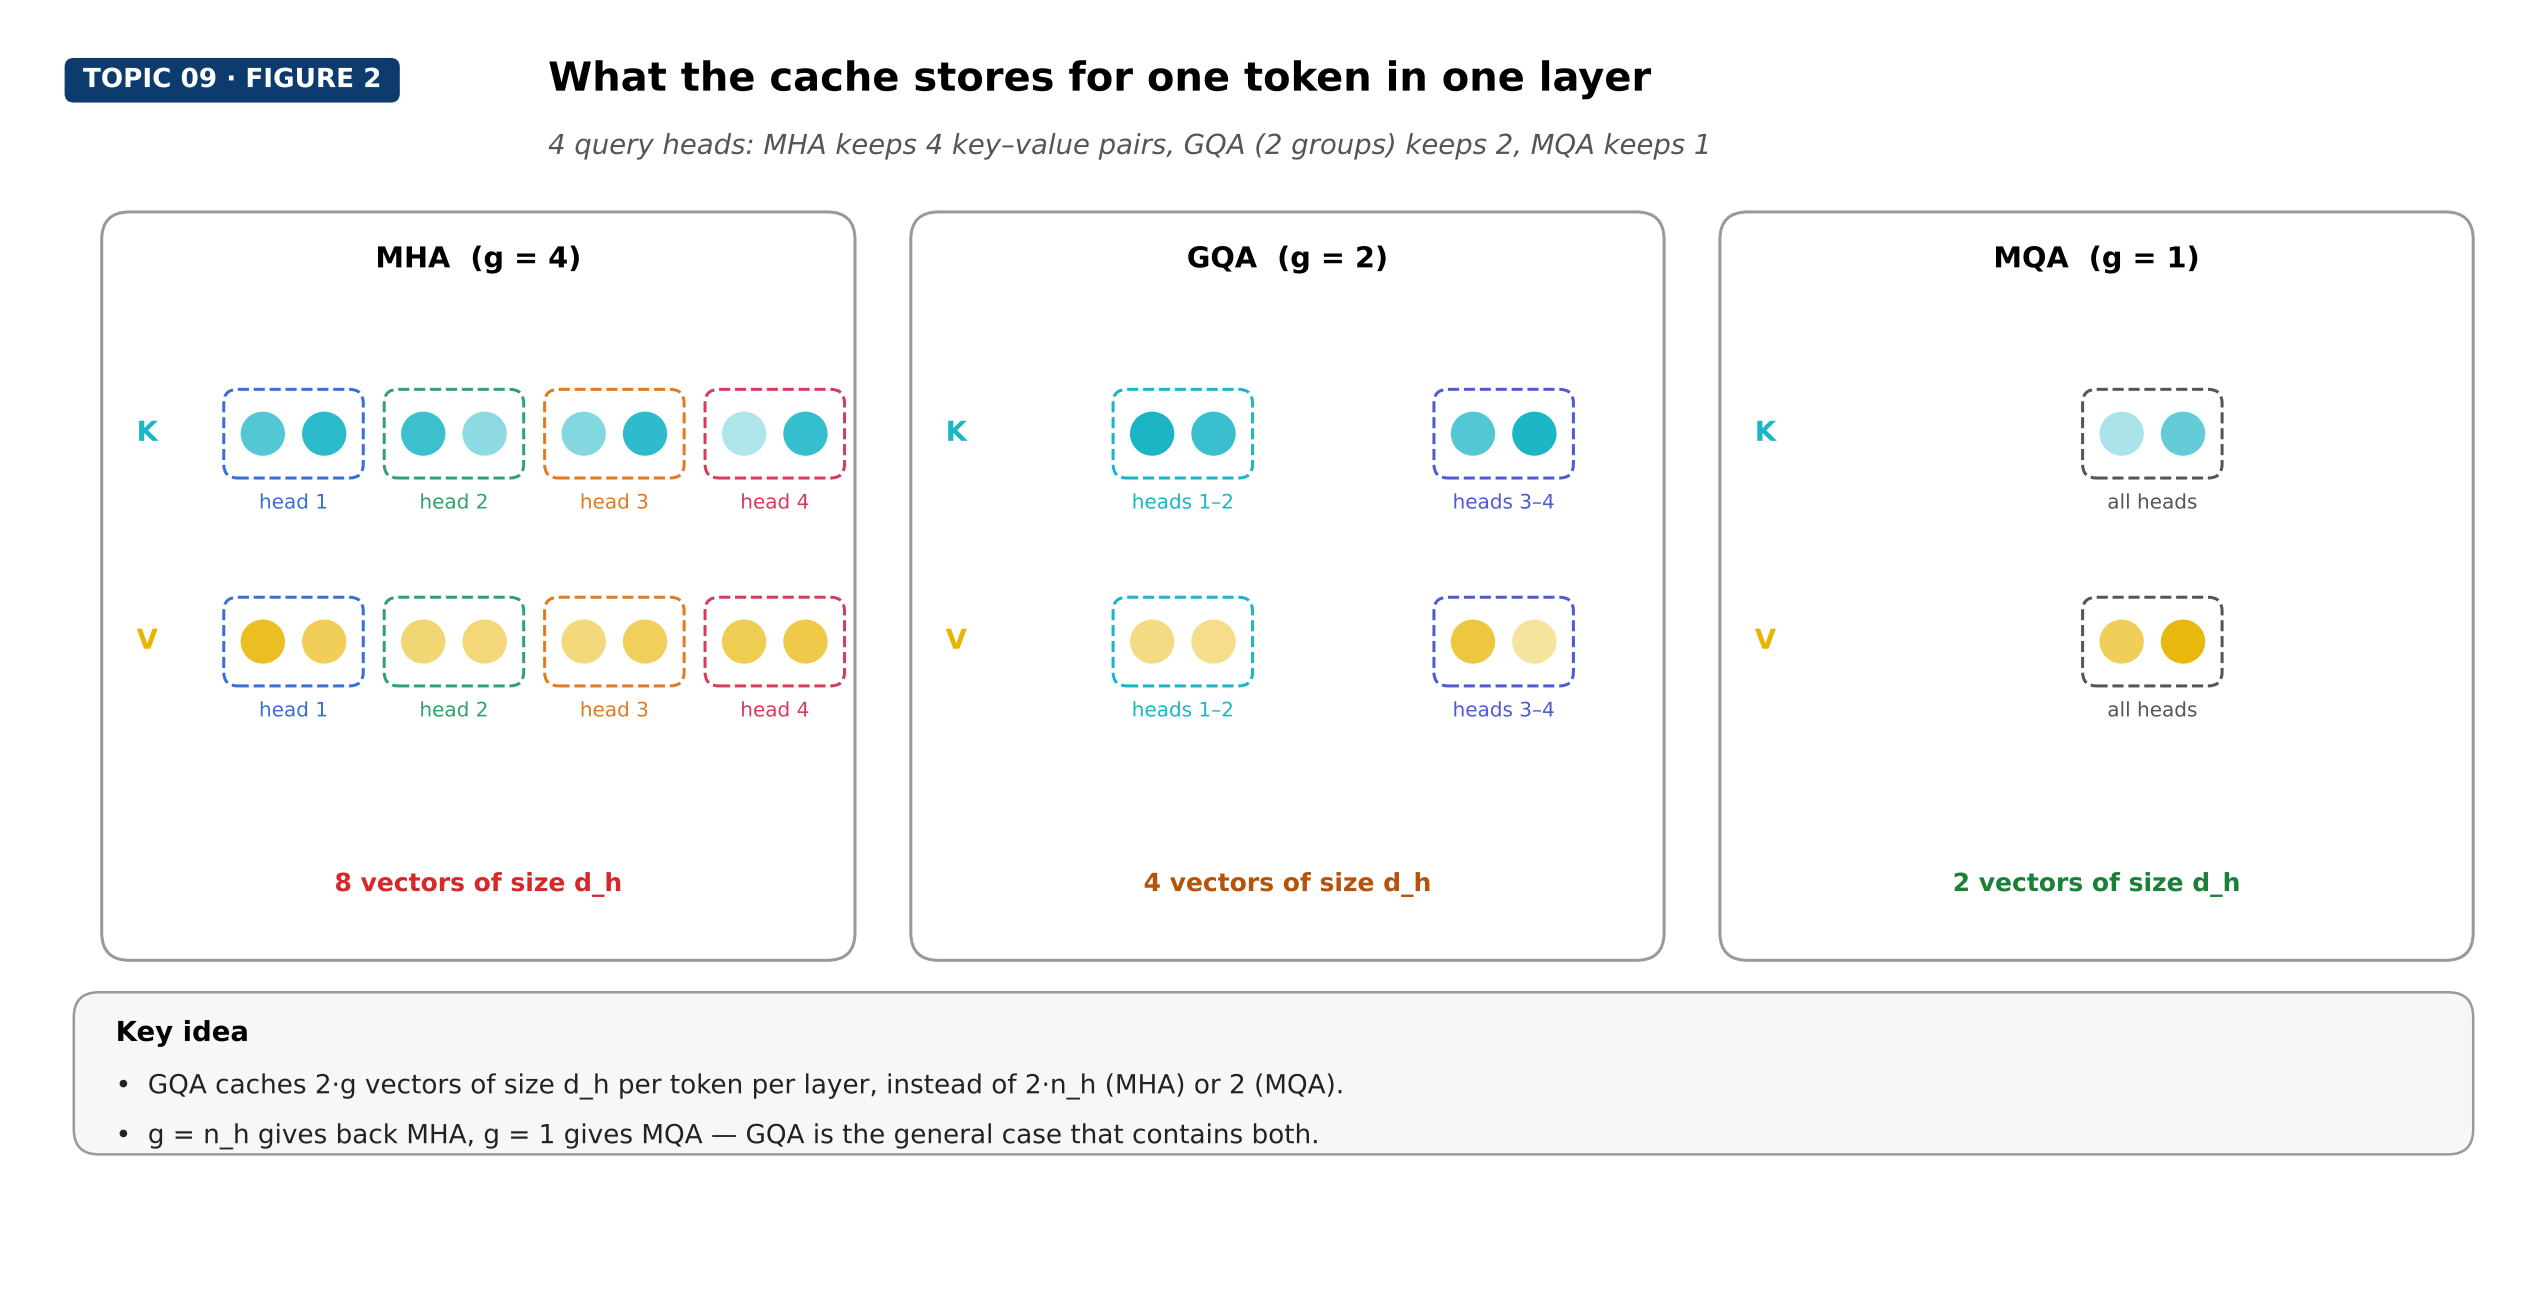 TOPIC 09 · FIGURE 2
What the cache stores for one token in one layer
4 query heads: MHA keeps 4 key–value pairs, GQA (2 groups) keeps 2, MQA keeps 1
MHA (g = 4)
K
head 1 head 2 head 3 head 4
V
head 1 head 2 head 3 head 4
8 vectors of size d_h
GQA (g = 2)
K
heads 1–2 heads 3–4
V
heads 1–2 heads 3–4
4 vectors of size d_h
MQA (g = 1)
K
all heads
V
all heads
2 vectors of size d_h
Key idea
• GQA caches 2·g vectors of size d_h per token per layer, instead of 2·n_h (MHA) or 2 (MQA).
• g = n_h gives back MHA, g = 1 gives MQA — GQA is the general case that contains both.